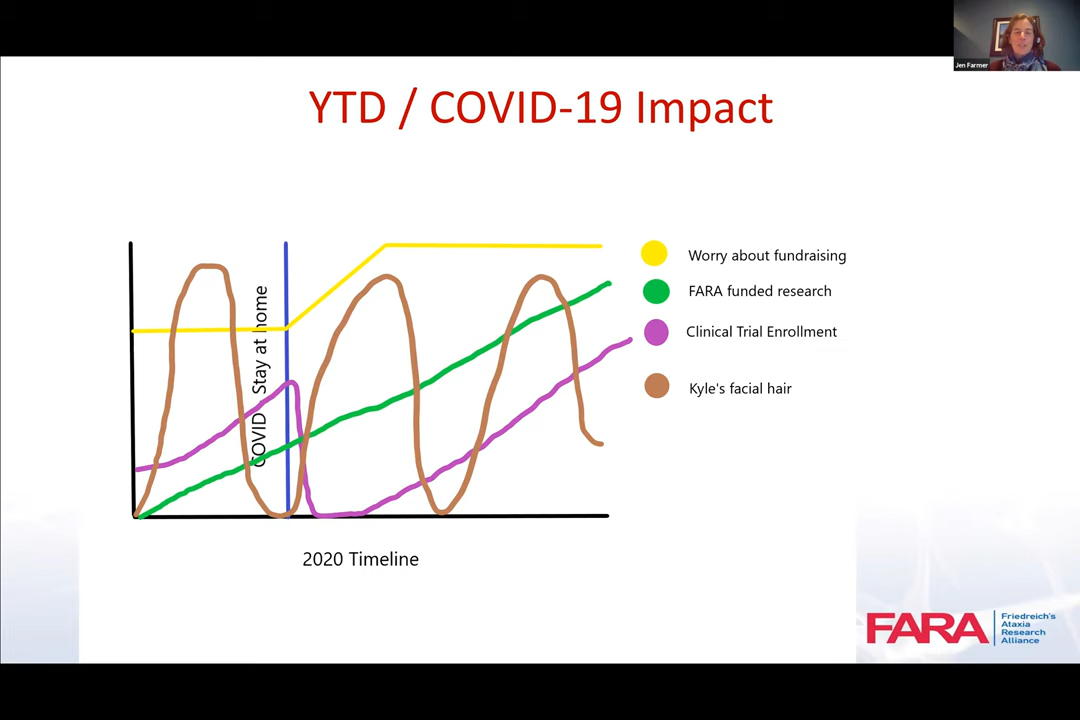 Jen Farmer
YTD / COVID-19 Impact
COVID Stay at home
Worry about fundraising
FARA funded research
Clinical Trial Enrollment
Kyle's facial hair
2020 Timeline
FARA
Friedreich's
Ataxia
Research
Alliance